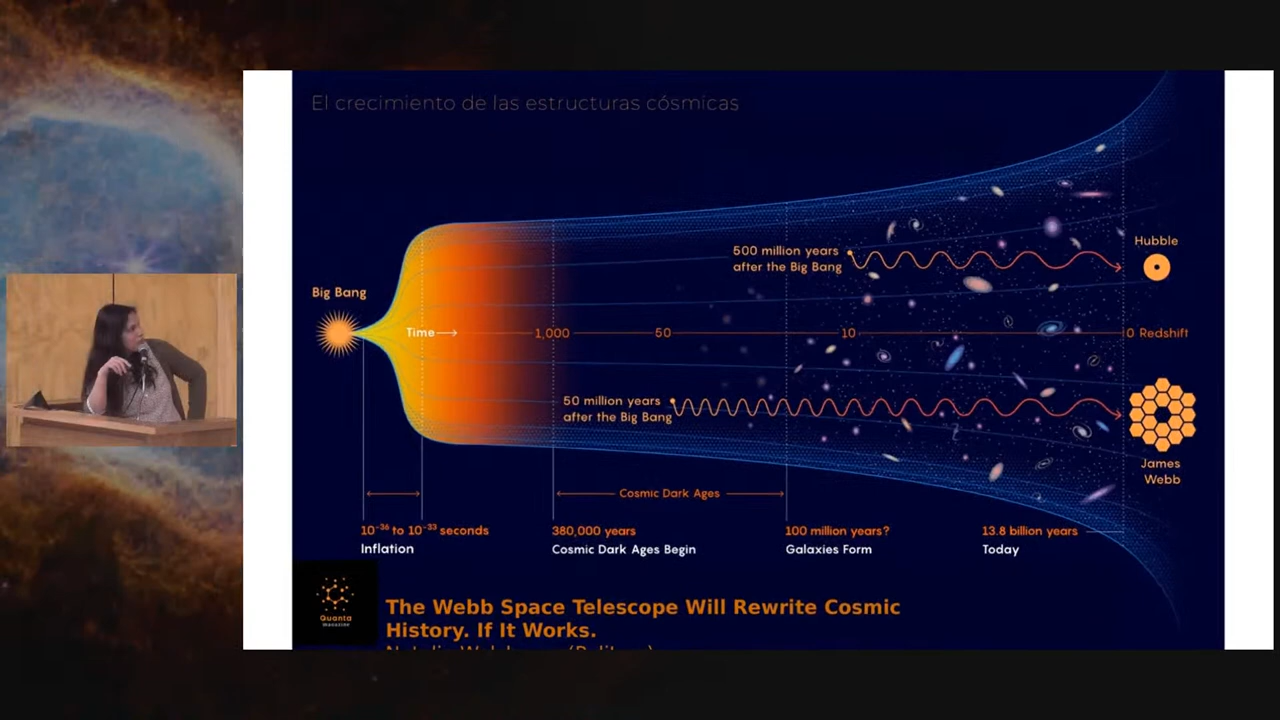 El crecimiento de las estructuras cósmicas
500 million years
after the Big Bang
Hubble
Big Bang
Time
1,000
50
10
0 Redshift
50 million years
after the Big Bang
James
Webb
Cosmic Dark Ages
10⁻³⁶ to 10⁻³³ seconds
Inflation
380,000 years
Cosmic Dark Ages Begin
100 million years?
Galaxies Form
13.8 billion years
Today
Quanta
Magazine
The Webb Space Telescope Will Rewrite Cosmic
History. If It Works.